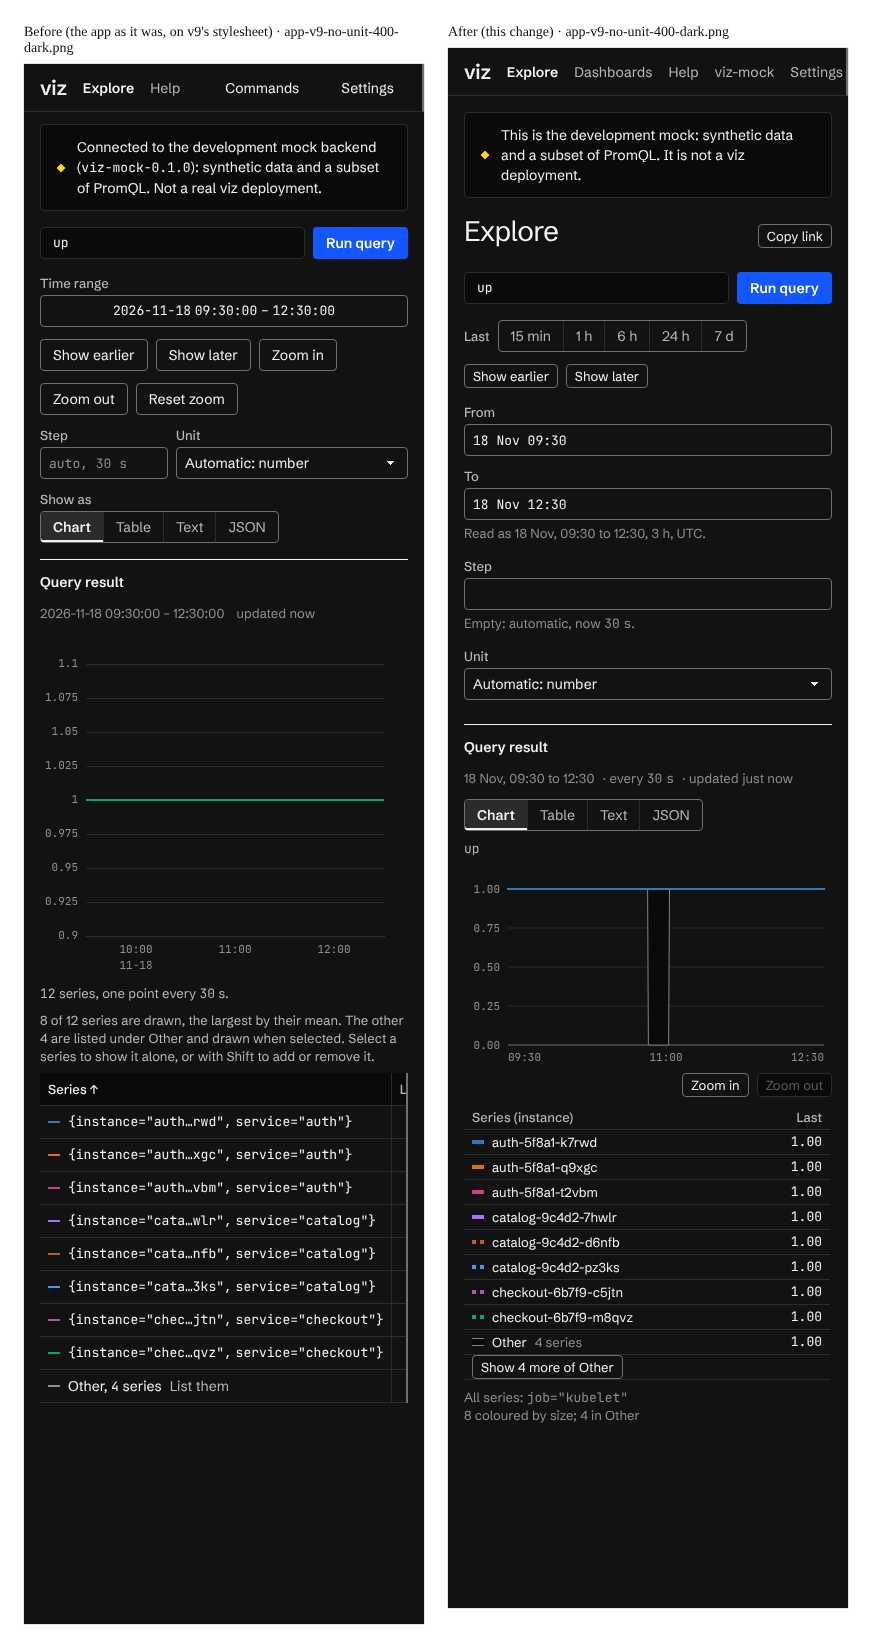 Before (the app as it was, on v9's stylesheet) · app-v9-no-unit-400-
dark.png
viz Explore Help Commands Settings
Connected to the development mock backend
(viz-mock-0.1.0): synthetic data and a subset
of PromQL. Not a real viz deployment.
up Run query
Time range
2026-11-18 09:30:00 – 12:30:00
Show earlier Show later Zoom in
Zoom out Reset zoom
Step Unit
auto, 30 s Automatic: number
Show as
Chart Table Text JSON
Query result
2026-11-18 09:30:00 – 12:30:00 updated now
1.1
1.075
1.05
1.025
1
0.975
0.95
0.925
0.9
10:00 11:00 12:00
11-18
12 series, one point every 30 s.
8 of 12 series are drawn, the largest by their mean. The other
4 are listed under Other and drawn when selected. Select a
series to show it alone, or with Shift to add or remove it.
Series ↑ L
{instance="auth…rwd", service="auth"}
{instance="auth…xgc", service="auth"}
{instance="auth…vbm", service="auth"}
{instance="cata…wlr", service="catalog"}
{instance="cata…nfb", service="catalog"}
{instance="cata…3ks", service="catalog"}
{instance="chec…jtn", service="checkout"}
{instance="chec…qvz", service="checkout"}
Other, 4 series List them
After (this change) · app-v9-no-unit-400-dark.png
viz Explore Dashboards Help viz-mock Settings
This is the development mock: synthetic data
and a subset of PromQL. It is not a viz
deployment.
Explore Copy link
up Run query
Last 15 min 1 h 6 h 24 h 7 d
Show earlier Show later
From
18 Nov 09:30
To
18 Nov 12:30
Read as 18 Nov, 09:30 to 12:30, 3 h, UTC.
Step
Empty: automatic, now 30 s.
Unit
Automatic: number
Query result
18 Nov, 09:30 to 12:30 · every 30 s · updated just now
Chart Table Text JSON
up
1.00
0.75
0.50
0.25
0.00
09:30 11:00 12:30
Zoom in Zoom out
Series (instance) Last
auth-5f8a1-k7rwd 1.00
auth-5f8a1-q9xgc 1.00
auth-5f8a1-t2vbm 1.00
catalog-9c4d2-7hwlr 1.00
catalog-9c4d2-d6nfb 1.00
catalog-9c4d2-pz3ks 1.00
checkout-6b7f9-c5jtn 1.00
checkout-6b7f9-m8qvz 1.00
Other 4 series 1.00
Show 4 more of Other
All series: job="kubelet"
8 coloured by size; 4 in Other